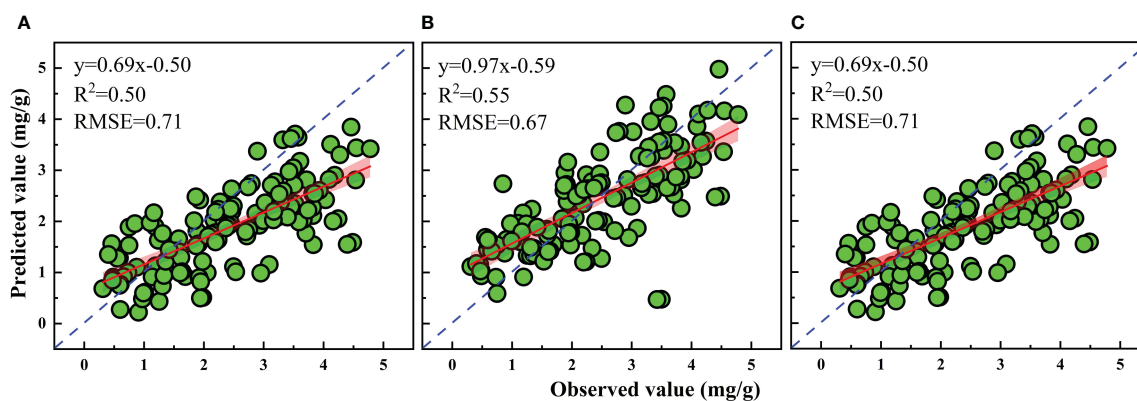 A
B
C
y=0.69x-0.50
R²=0.50
RMSE=0.71
y=0.97x-0.59
R²=0.55
RMSE=0.67
y=0.69x-0.50
R²=0.50
RMSE=0.71
Predicted value (mg/g)
5
4
3
2
1
0
0 1 2 3 4 5
0 1 2 3 4 5
0 1 2 3 4 5
Observed value (mg/g)